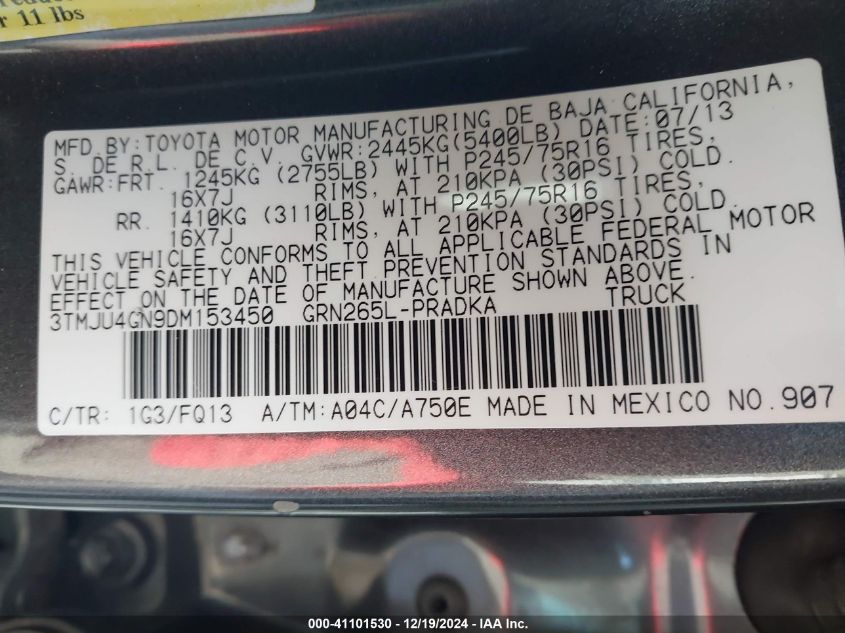 r 11 lbs
MFD. BY: TOYOTA MOTOR MANUFACTURING DE BAJA CALIFORNIA,
S. DE R.L. DE C.V. GVWR: 2445KG(5400LB) DATE: 07/13
GAWR: FRT. 1245KG (2755LB) WITH P245/75R16 TIRES,
16X7J RIMS, AT 210KPA (30PSI) COLD.
RR. 1410KG (3110LB) WITH P245/75R16 TIRES,
16X7J RIMS, AT 210KPA (30PSI) COLD.
THIS VEHICLE CONFORMS TO ALL APPLICABLE FEDERAL MOTOR
VEHICLE SAFETY AND THEFT PREVENTION STANDARDS IN
EFFECT ON THE DATE OF MANUFACTURE SHOWN ABOVE.
3TMJU4GN9DM153450 GRN265L-PRADKA TRUCK
C/TR: 1G3/FQ13 A/TM: A04C/A750E MADE IN MEXICO NO. 907
000-41101530 - 12/19/2024 - IAA Inc.